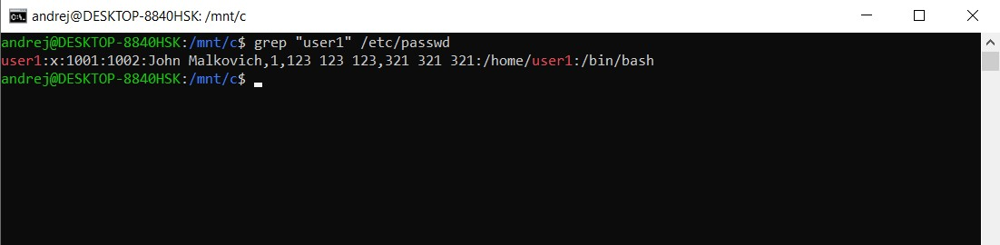 andrej@DESKTOP-8840HSK: /mnt/c
andrej@DESKTOP-8840HSK:/mnt/c$ grep "user1" /etc/passwd
user1:x:1001:1002:John Malkovich,1,123 123 123,321 321 321:/home/user1:/bin/bash
andrej@DESKTOP-8840HSK:/mnt/c$